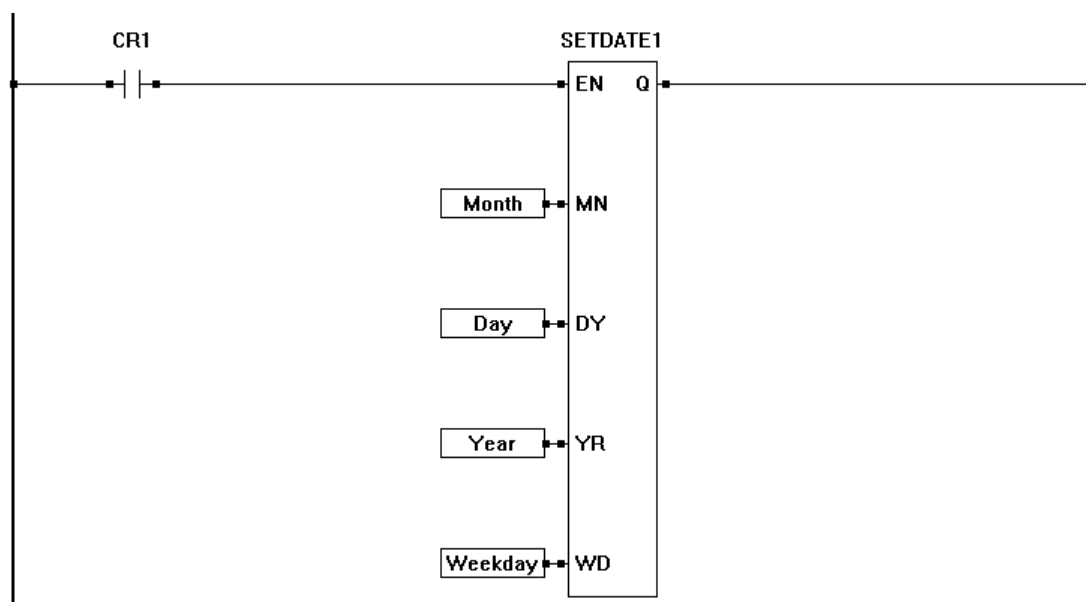 CR1 SETDATE1
EN Q
Month MN
Day DY
Year YR
Weekday WD